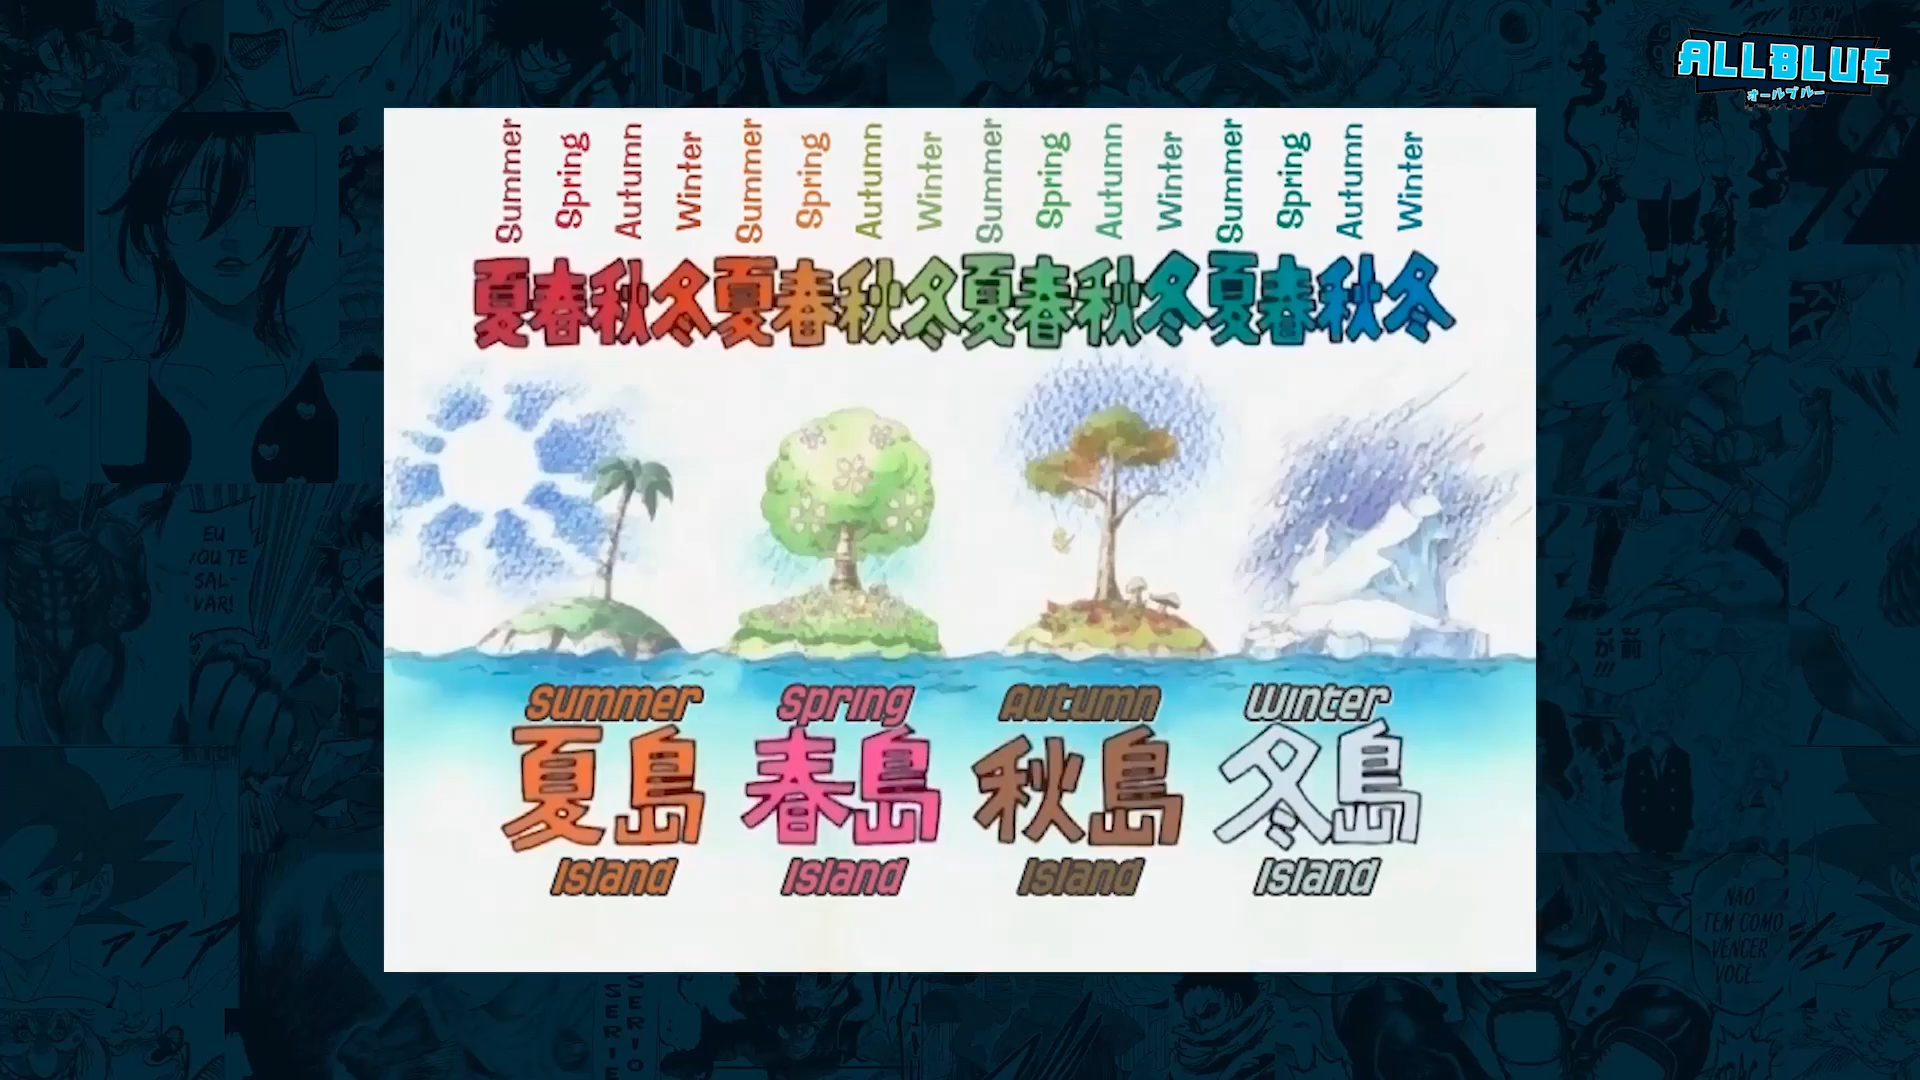 ALLBLUE
オールブルー
Summer Spring Autumn Winter Summer Spring Autumn Winter Summer Spring Autumn Winter Summer Spring Autumn Winter
夏春秋冬夏春秋冬夏春秋冬夏春秋冬
Summer Spring Autumn Winter
夏島 春島 秋島 冬島
Island Island Island Island
EU
VOU TE
SAL-
VAR!
NÃO
TEM COMO
VENCER
VOCÊ...